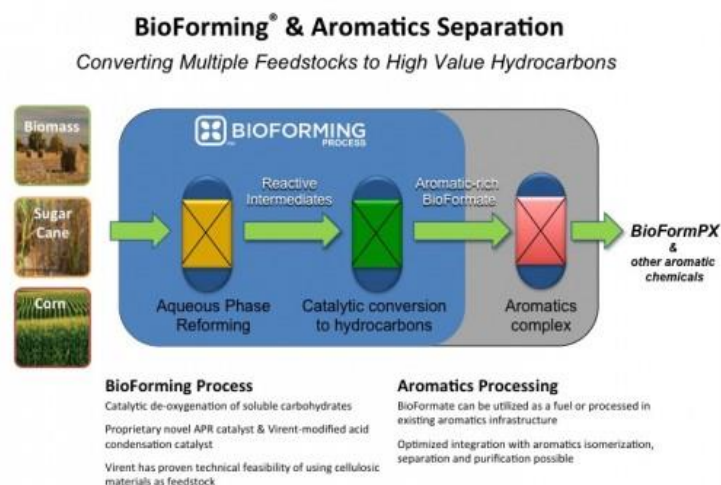 BioForming® & Aromatics Separation
Converting Multiple Feedstocks to High Value Hydrocarbons
Biomass
Sugar
Cane
Corn
BIOFORMING
PROCESS
Reactive
Intermediates
Aromatic-rich
BioFormate
Aqueous Phase
Reforming
Catalytic conversion
to hydrocarbons
Aromatics
complex
BioFormPX
&
other aromatic
chemicals
BioForming Process
Catalytic de-oxygenation of soluble carbohydrates
Proprietary novel APR catalyst & Virent-modified acid
condensation catalyst
Virent has proven technical feasibility of using cellulosic
materials as feedstock
Aromatics Processing
BioFormate can be utilized as a fuel or processed in
existing aromatics infrastructure
Optimized integration with aromatics isomerization,
separation and purification possible